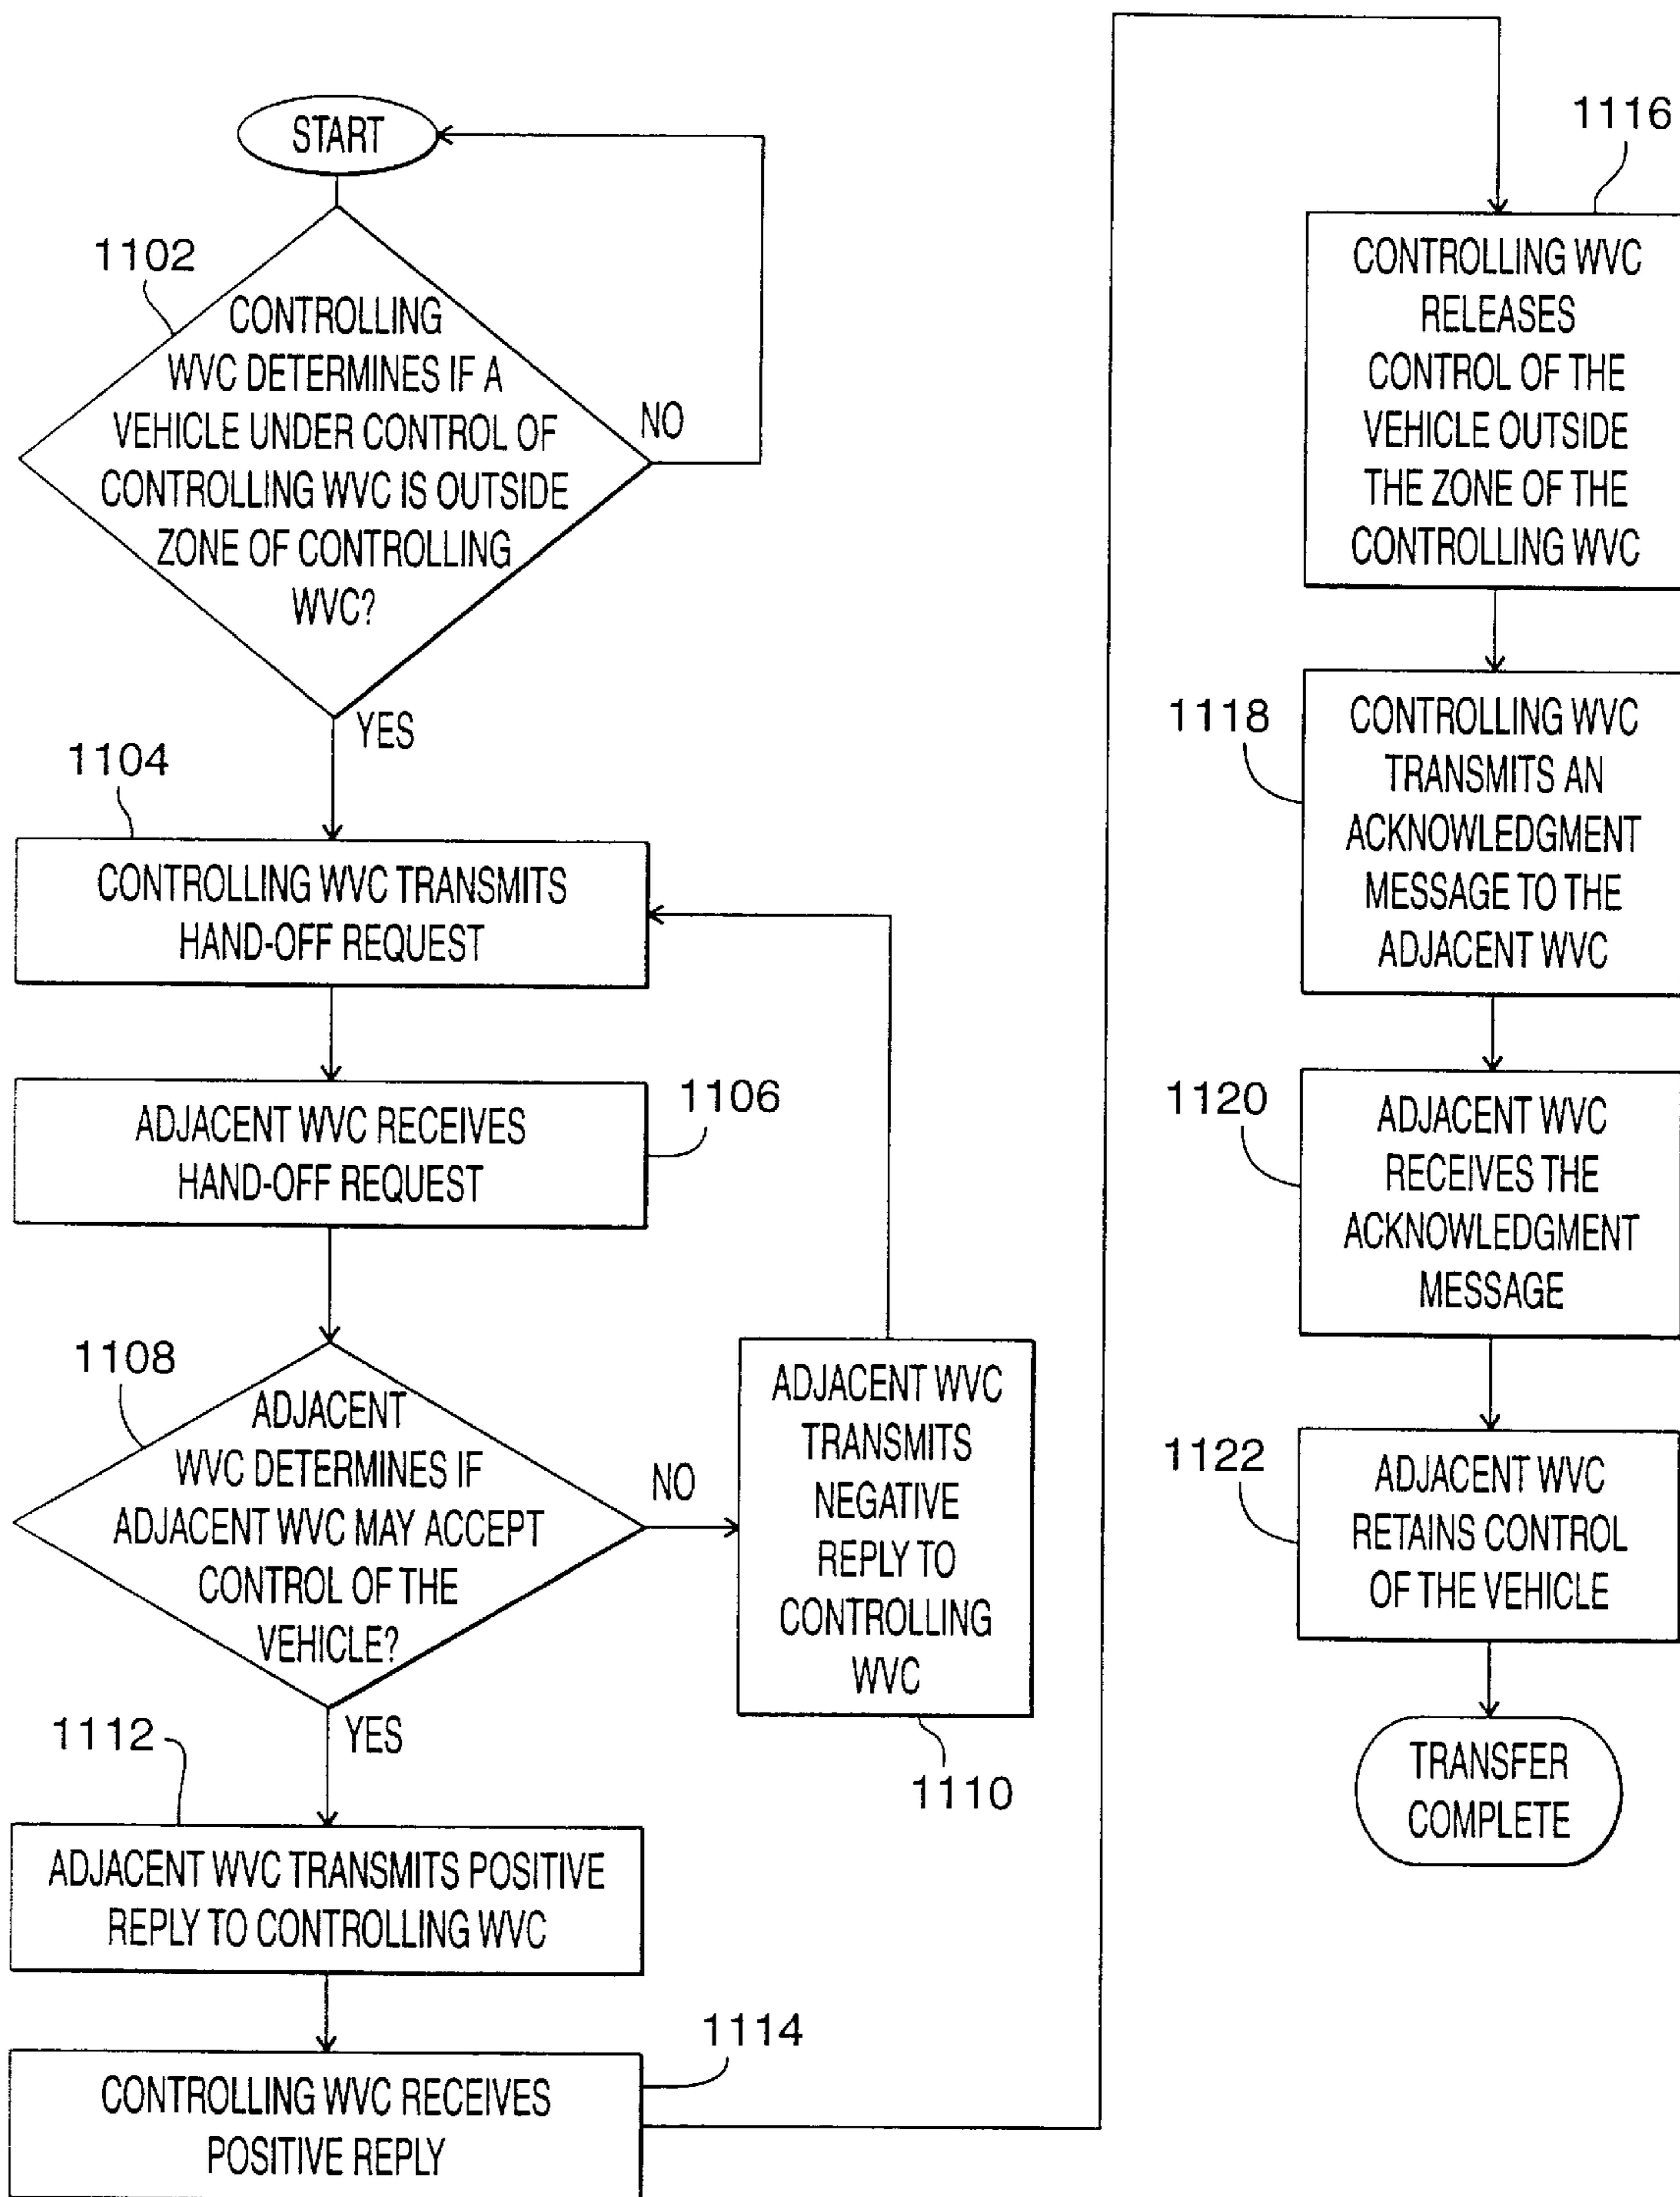 START
1102
CONTROLLING
WVC DETERMINES IF A
VEHICLE UNDER CONTROL OF
CONTROLLING WVC IS OUTSIDE
ZONE OF CONTROLLING
WVC?
NO
YES
1104
CONTROLLING WVC TRANSMITS
HAND-OFF REQUEST
ADJACENT WVC RECEIVES
HAND-OFF REQUEST
1106
1108
ADJACENT
WVC DETERMINES IF
ADJACENT WVC MAY ACCEPT
CONTROL OF THE
VEHICLE?
NO
YES
ADJACENT WVC
TRANSMITS
NEGATIVE
REPLY TO
CONTROLLING
WVC
1110
1112
ADJACENT WVC TRANSMITS POSITIVE
REPLY TO CONTROLLING WVC
1114
CONTROLLING WVC RECEIVES
POSITIVE REPLY
1116
CONTROLLING WVC
RELEASES
CONTROL OF THE
VEHICLE OUTSIDE
THE ZONE OF THE
CONTROLLING WVC
1118
CONTROLLING WVC
TRANSMITS AN
ACKNOWLEDGMENT
MESSAGE TO THE
ADJACENT WVC
1120
ADJACENT WVC
RECEIVES THE
ACKNOWLEDGMENT
MESSAGE
1122
ADJACENT WVC
RETAINS CONTROL
OF THE VEHICLE
TRANSFER
COMPLETE